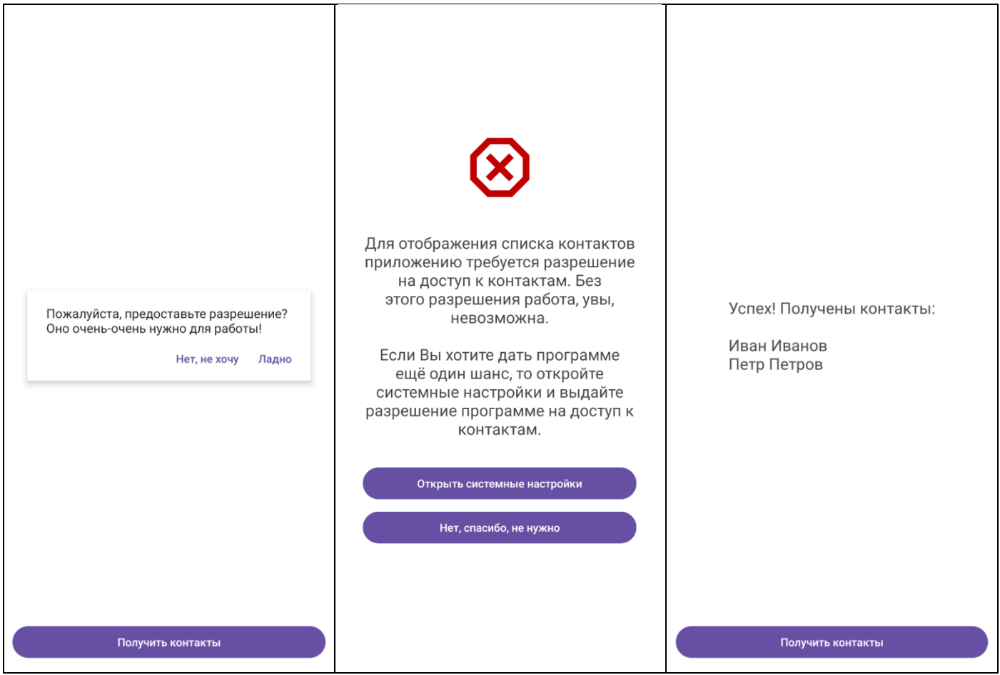 Пожалуйста, предоставьте разрешение?
Оно очень-очень нужно для работы!
Нет, не хочу
Ладно
Получить контакты
Для отображения списка контактов
приложению требуется разрешение
на доступ к контактам. Без
этого разрешения работа, увы,
невозможна.
Если Вы хотите дать программе
ещё один шанс, то откройте
системные настройки и выдайте
разрешение программе на доступ к
контактам.
Открыть системные настройки
Нет, спасибо, не нужно
Успех! Получены контакты:
Иван Иванов
Петр Петров
Получить контакты